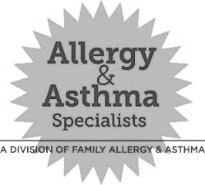 Allergy
&
Asthma
Specialists
A DIVISION OF FAMILY ALLERGY & ASTHMA